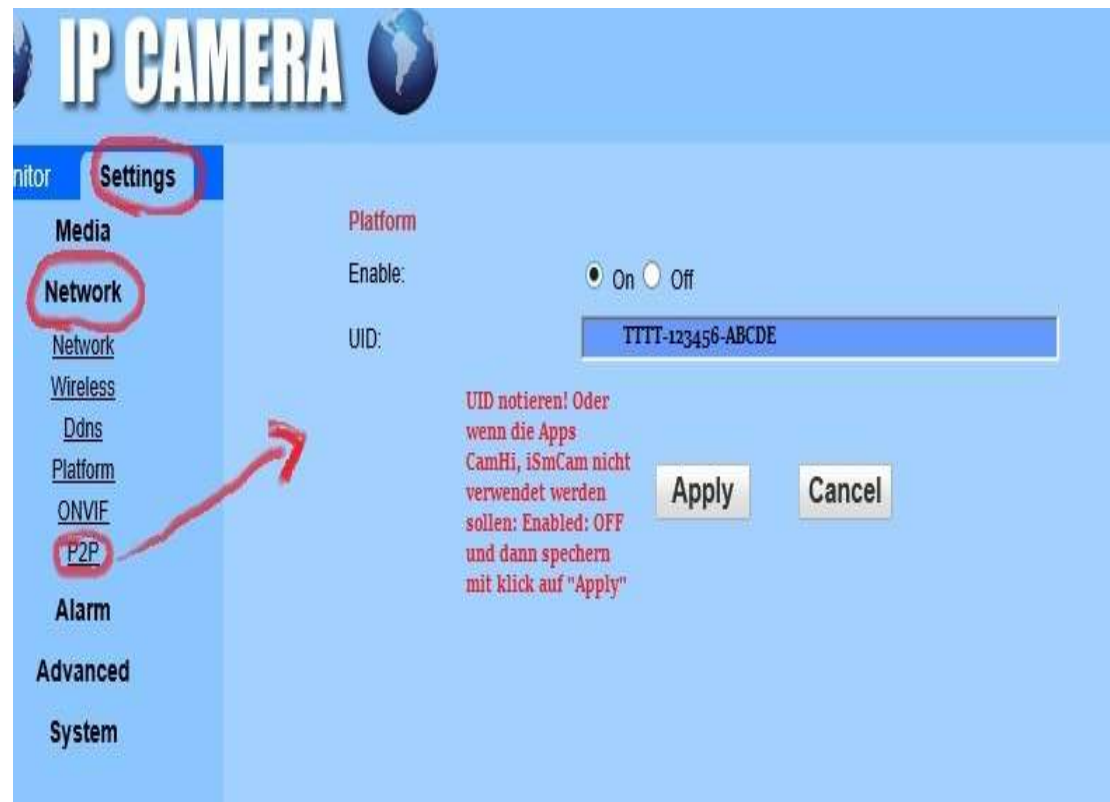 IP CAMERA
nitor Settings
Media
Network
Network
Wireless
Ddns
Platform
ONVIF
P2P
Alarm
Advanced
System
Platform
Enable: On Off
UID: TTTT-123456-ABCDE
UID notieren! Oder
wenn die Apps
CamHi, iSmCam nicht
verwendet werden
sollen: Enabled: OFF
und dann spechern
mit klick auf "Apply"
Apply Cancel